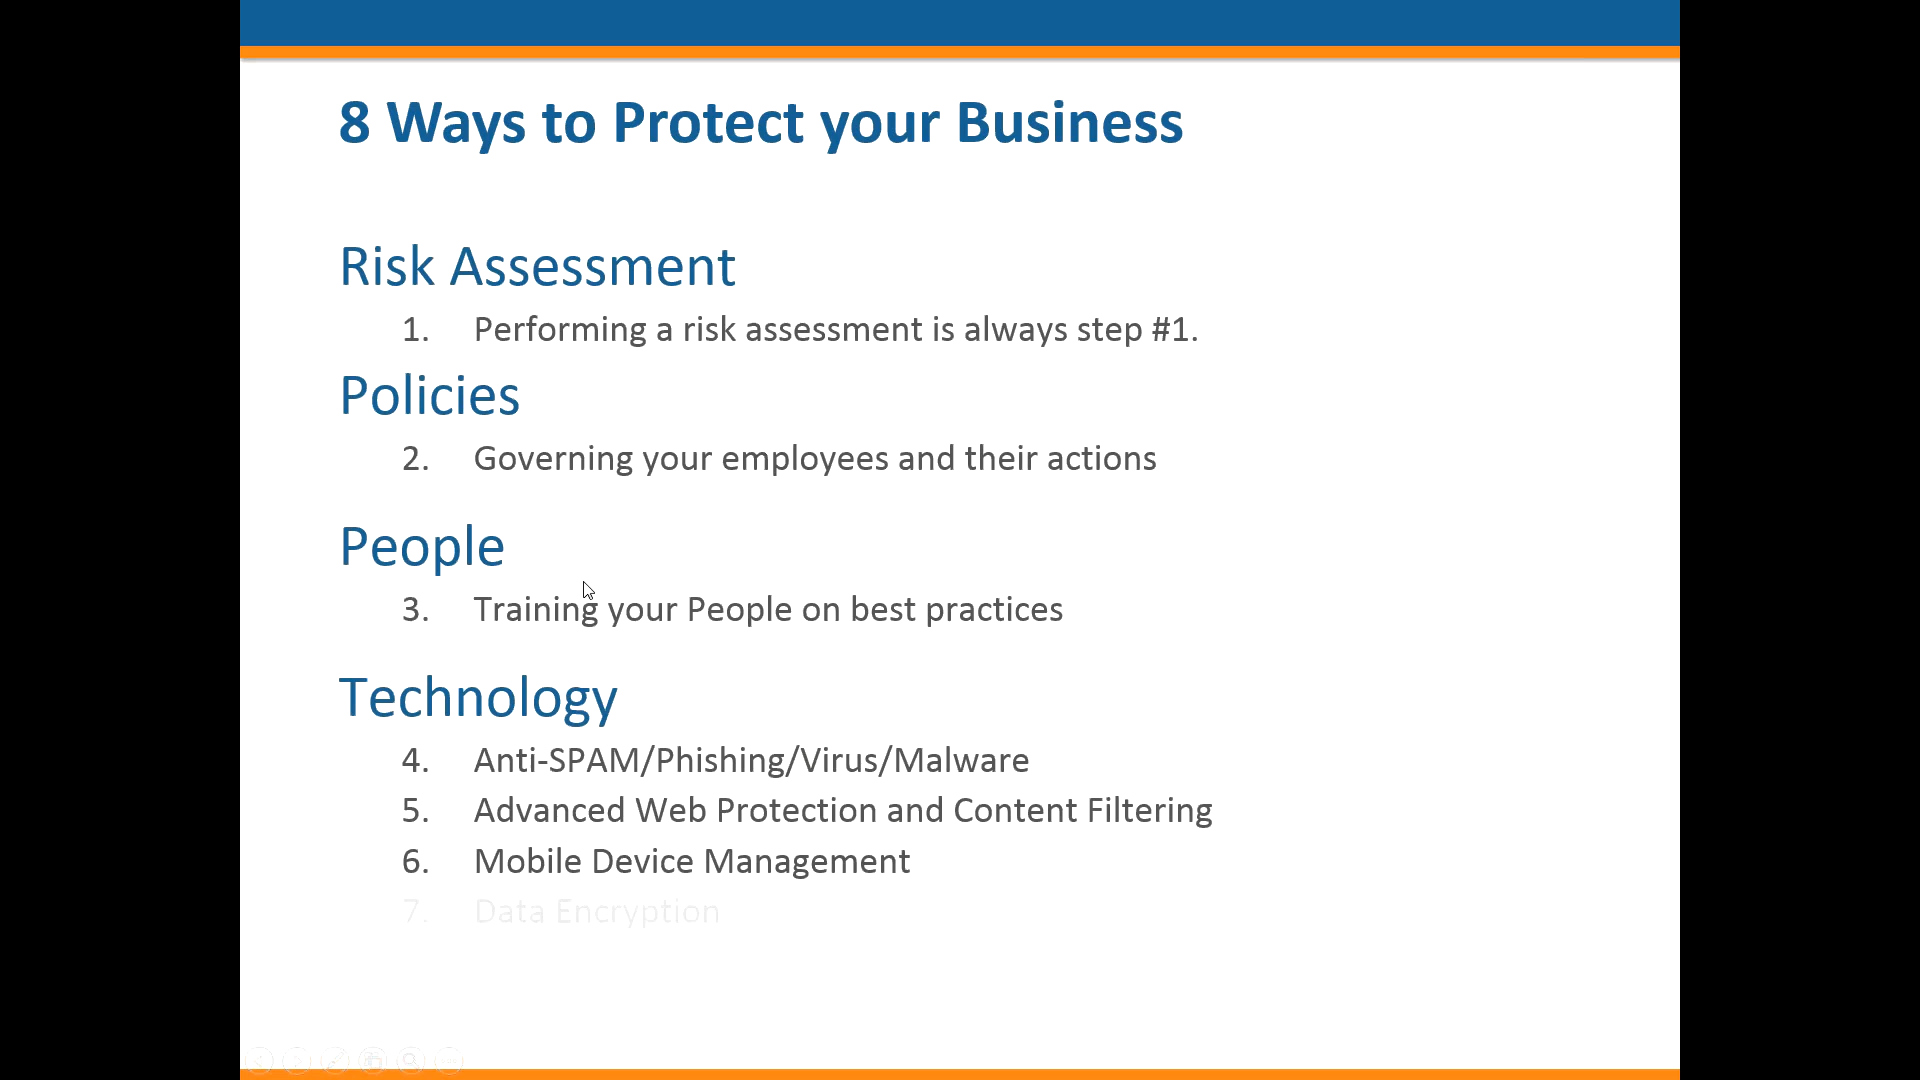 8 Ways to Protect your Business
Risk Assessment
1. Performing a risk assessment is always step #1.
Policies
2. Governing your employees and their actions
People
3. Training your People on best practices
Technology
4. Anti-SPAM/Phishing/Virus/Malware
5. Advanced Web Protection and Content Filtering
6. Mobile Device Management
7. Data Encryption